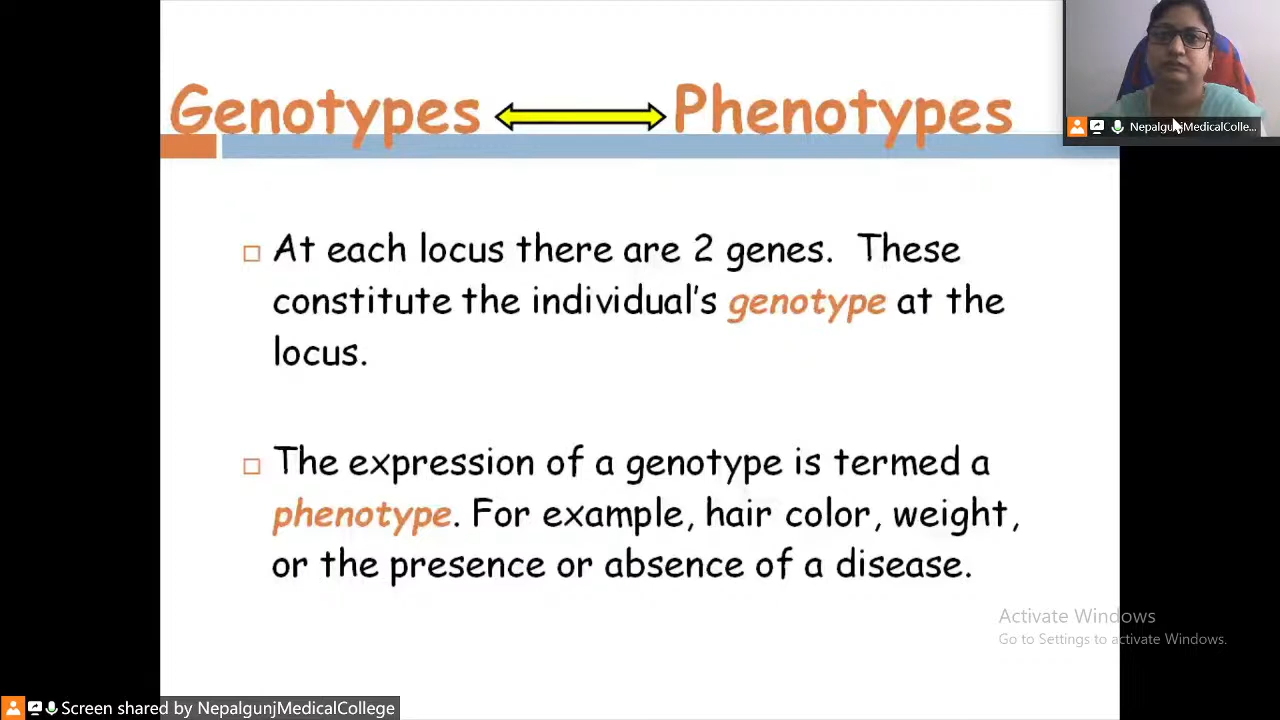 Genotypes Phenotypes
NepalgunjMedicalColle...
□ At each locus there are 2 genes. These
constitute the individual's genotype at the
locus.
□ The expression of a genotype is termed a
phenotype. For example, hair color, weight,
or the presence or absence of a disease.
Activate Windows
Go to Settings to activate Windows.
Screen shared by NepalgunjMedicalCollege